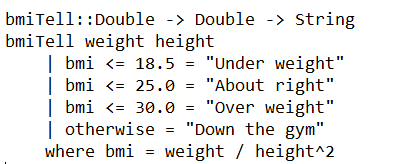 bmiTell::Double -> Double -> String
bmiTell weight height
    | bmi <= 18.5 = "Under weight"
    | bmi <= 25.0 = "About right"
    | bmi <= 30.0 = "Over weight"
    | otherwise = "Down the gym"
    where bmi = weight / height^2